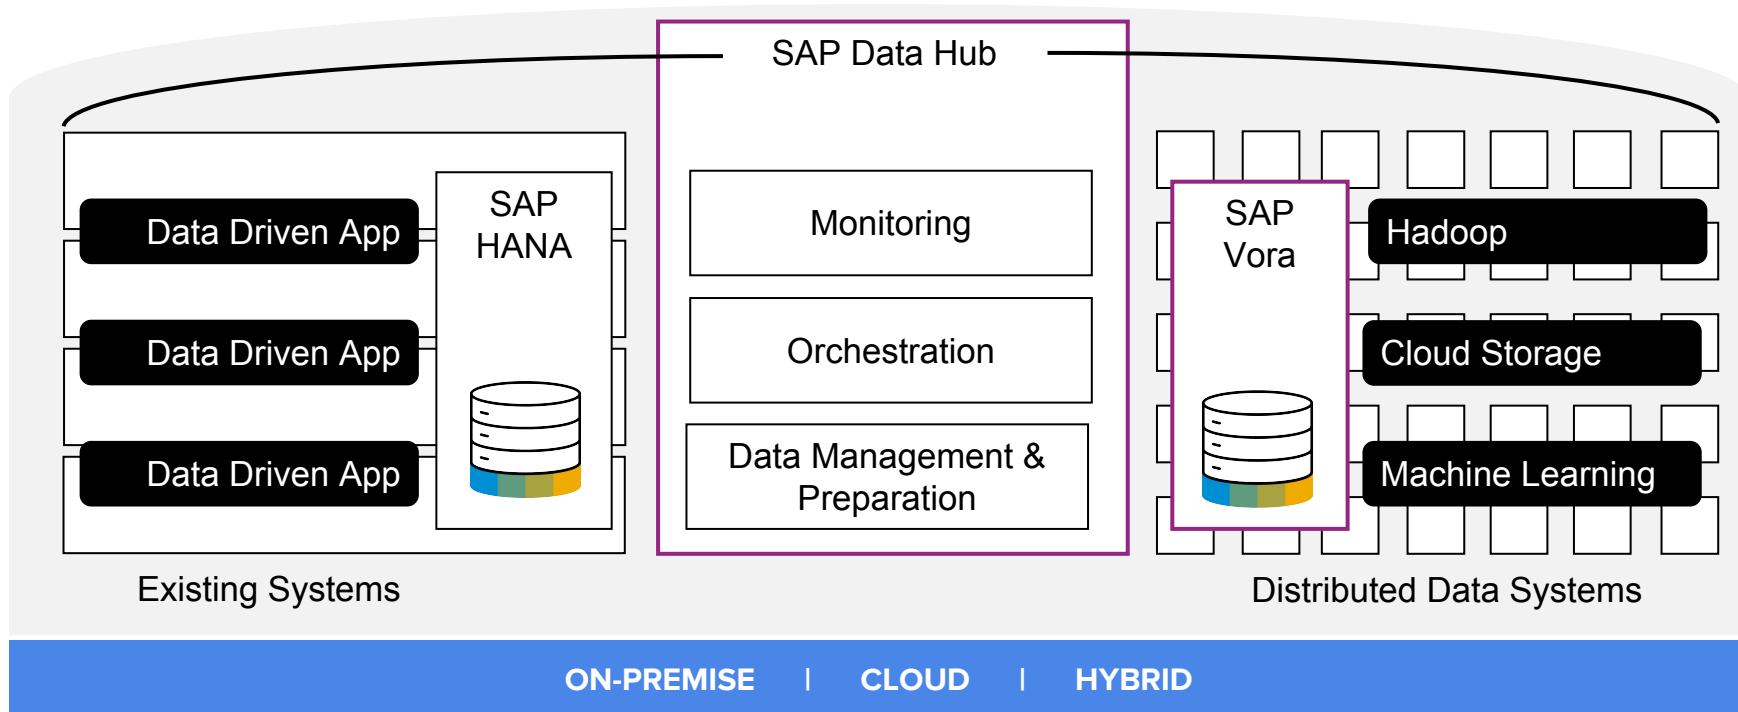 SAP Data Hub
Data Driven App
Data Driven App
Data Driven App
SAP
HANA
Existing Systems
Monitoring
Orchestration
Data Management &
Preparation
SAP
Vora
Hadoop
Cloud Storage
Machine Learning
Distributed Data Systems
ON-PREMISE | CLOUD | HYBRID